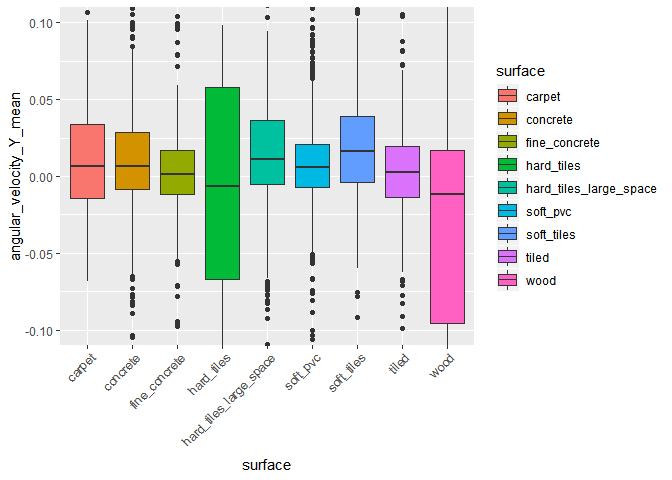 angular_velocity_Y_mean
0.10
0.05
0.00
-0.05
-0.10
carpet
concrete
fine_concrete
hard_tiles
hard_tiles_large_space
soft_pvc
soft_tiles
tiled
wood
surface
surface
carpet
concrete
fine_concrete
hard_tiles
hard_tiles_large_space
soft_pvc
soft_tiles
tiled
wood